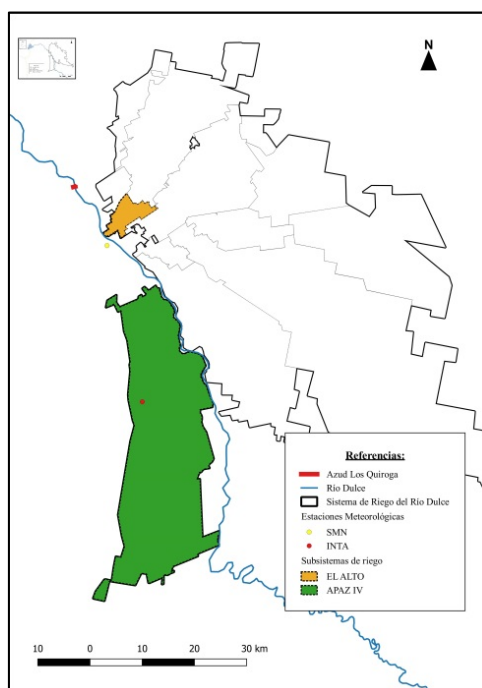 N
Referencias:
Azud Los Quiroga
Río Dulce
Sistema de Riego del Río Dulce
Estaciones Meteorológicas
SMN
INTA
Subsistemas de riego
EL ALTO
APAZ IV
10 0 10 20 30 km